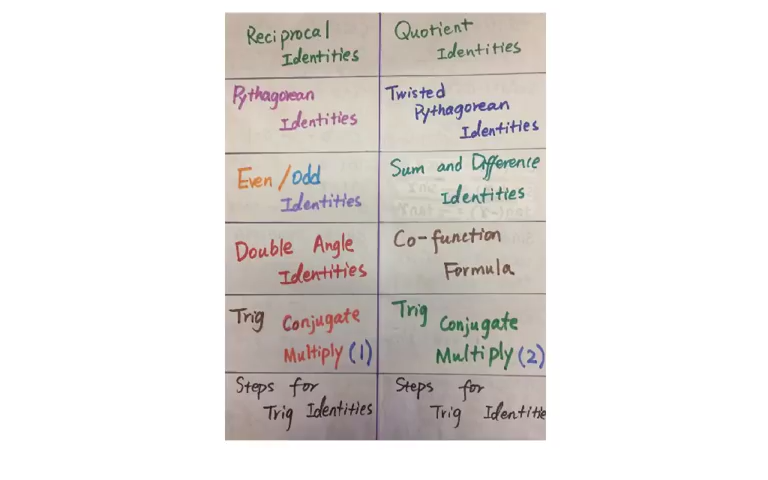 Reciprocal
Identities
Quotient
Identities
Pythagorean
Identities
Twisted
Pythagorean
Identities
Even/Odd
Identities
Sum and Difference
Identities
Double Angle
Identities
Co-function
Formula
Trig Conjugate
Multiply (1)
Trig Conjugate
Multiply (2)
Steps for
Trig Identities
Steps for
Trig Identitie